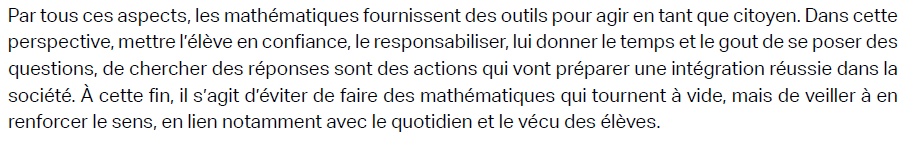 Par tous ces aspects, les mathématiques fournissent des outils pour agir en tant que citoyen. Dans cette
perspective, mettre l’élève en confiance, le responsabiliser, lui donner le temps et le gout de se poser des
questions, de chercher des réponses sont des actions qui vont préparer une intégration réussie dans la
société. À cette fin, il s’agit d’éviter de faire des mathématiques qui tournent à vide, mais de veiller à en
renforcer le sens, en lien notamment avec le quotidien et le vécu des élèves.